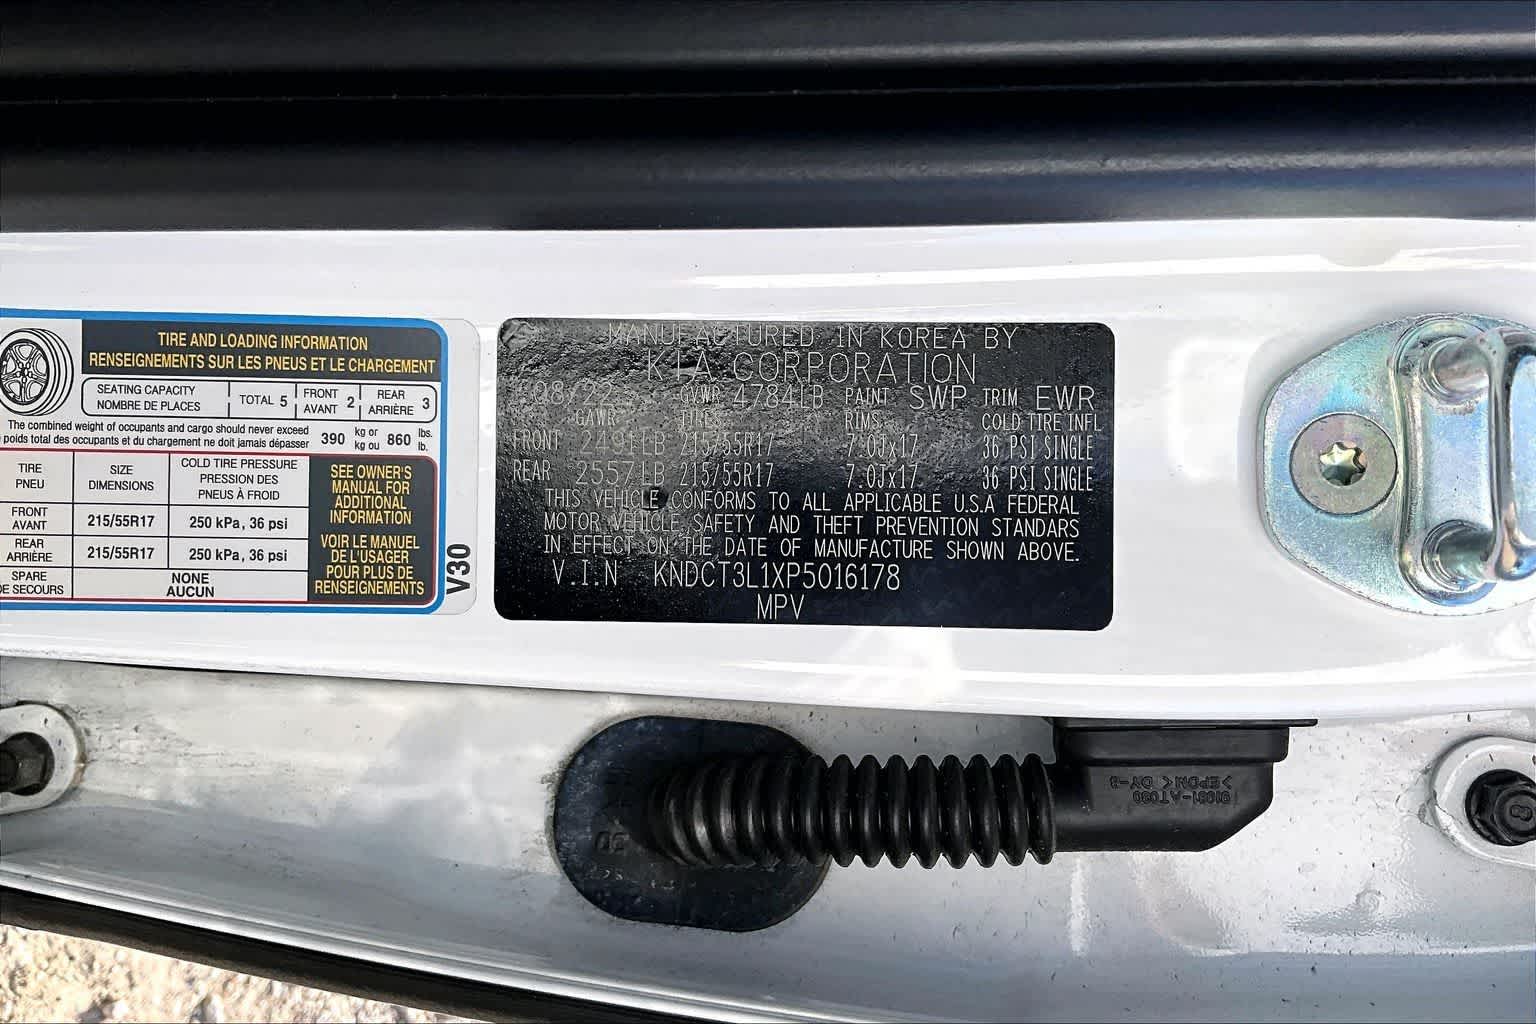 TIRE AND LOADING INFORMATION
RENSEIGNEMENTS SUR LES PNEUS ET LE CHARGEMENT
SEATING CAPACITY
NOMBRE DE PLACES
TOTAL 5
FRONT
AVANT 2
REAR
ARRIÈRE 3
The combined weight of occupants and cargo should never exceed
poids total des occupants et du chargement ne doit jamais dépasser
390 kg or
kg ou 860 lbs.
lb.
TIRE
PNEU
SIZE
DIMENSIONS
COLD TIRE PRESSURE
PRESSION DES
PNEUS À FROID
FRONT
AVANT
215/55R17
250 kPa, 36 psi
REAR
ARRIÈRE
215/55R17
250 kPa, 36 psi
SPARE
DE SECOURS
NONE
AUCUN
SEE OWNER'S
MANUAL FOR
ADDITIONAL
INFORMATION
VOIR LE MANUEL
DE L'USAGER
POUR PLUS DE
RENSEIGNEMENTS
V30
MANUFACTURED IN KOREA BY
KIA CORPORATION
08/22 GVWR 4784LB PAINT SWP TRIM EWR
GAWR TIRES RIMS COLD TIRE INFL
FRONT 2491LB 215/55R17 7.0Jx17 36 PSI SINGLE
REAR 2557LB 215/55R17 7.0Jx17 36 PSI SINGLE
THIS VEHICLE CONFORMS TO ALL APPLICABLE U.S.A FEDERAL
MOTOR VEHICLE SAFETY AND THEFT PREVENTION STANDARS
IN EFFECT ON THE DATE OF MANUFACTURE SHOWN ABOVE.
V.I.N KNDCT3L1XP5016178
MPV
91981-AT030
>EPDM< DY-3
8